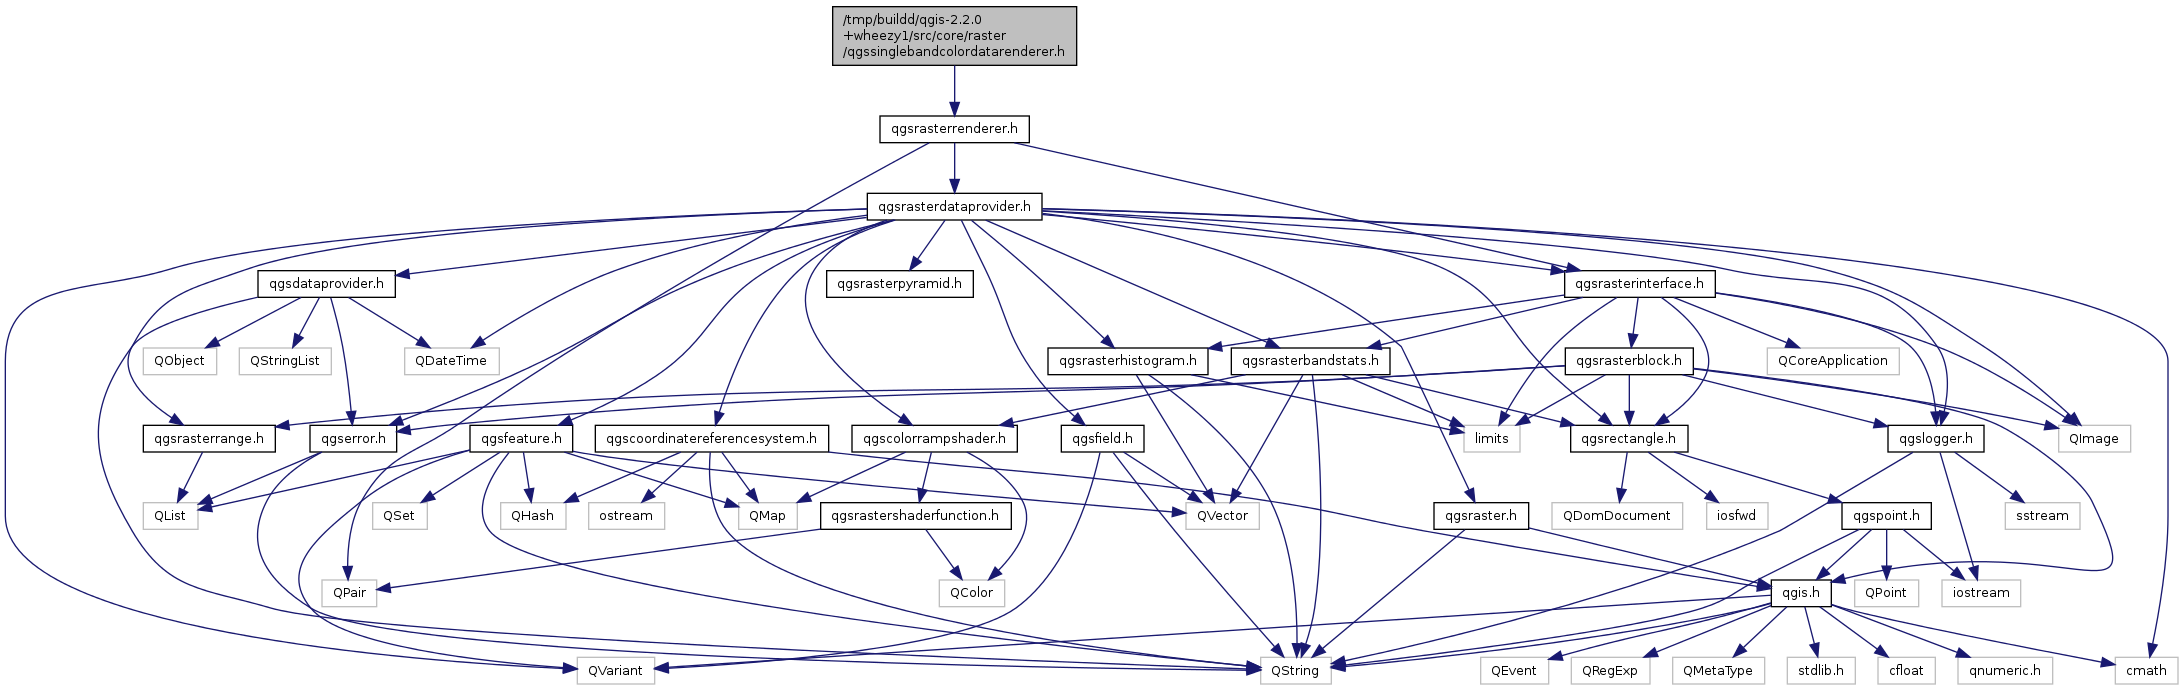 /tmp/buildd/qgis-2.2.0
+wheezy1/src/core/raster
/qgssinglebandcolordatarenderer.h
qgsrasterrenderer.h
qgsrasterdataprovider.h
qgsdataprovider.h
qgsrasterpyramid.h
qgsrasterinterface.h
QObject
QStringList
QDateTime
qgsrasterhistogram.h
qgsrasterbandstats.h
qgsrasterblock.h
QCoreApplication
qgsrasterrange.h
qgserror.h
qgsfeature.h
qgscoordinatereferencesystem.h
qgscolorrampshader.h
qgsfield.h
limits
qgsrectangle.h
qgslogger.h
QImage
QList
QSet
QHash
ostream
QMap
qgsrastershaderfunction.h
QVector
qgsraster.h
QDomDocument
iosfwd
qgspoint.h
sstream
QPair
QColor
qgis.h
QPoint
iostream
QVariant
QString
QEvent
QRegExp
QMetaType
stdlib.h
cfloat
qnumeric.h
cmath